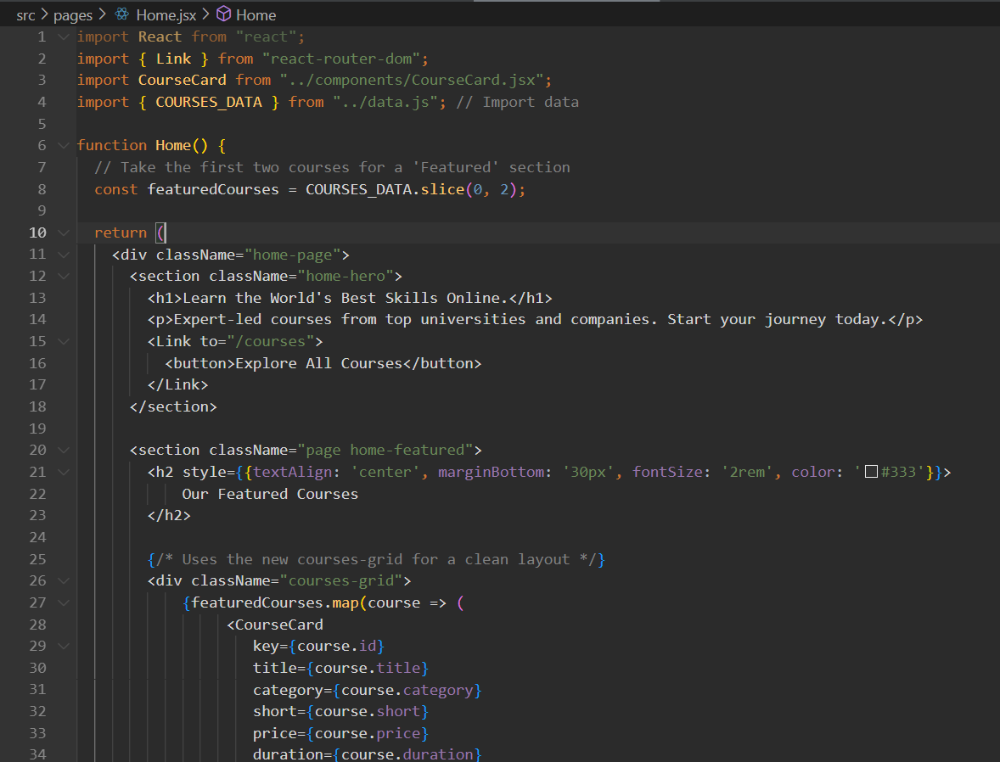 src > pages > Home.jsx > Home
1 import React from "react";
2 import { Link } from "react-router-dom";
3 import CourseCard from "../components/CourseCard.jsx";
4 import { COURSES_DATA } from "../data.js"; // Import data
5
6 function Home() {
7   // Take the first two courses for a 'Featured' section
8   const featuredCourses = COURSES_DATA.slice(0, 2);
9
10   return (
11     <div className="home-page">
12       <section className="home-hero">
13         <h1>Learn the World's Best Skills Online.</h1>
14         <p>Expert-led courses from top universities and companies. Start your journey today.</p>
15         <Link to="/courses">
16           <button>Explore All Courses</button>
17         </Link>
18       </section>
19
20       <section className="page home-featured">
21         <h2 style={{textAlign: 'center', marginBottom: '30px', fontSize: '2rem', color: '#333'}}>
22             Our Featured Courses
23         </h2>
24
25         {/* Uses the new courses-grid for a clean layout */}
26         <div className="courses-grid">
27             {featuredCourses.map(course => (
28                  <CourseCard
29                     key={course.id}
30                     title={course.title}
31                     category={course.category}
32                     short={course.short}
33                     price={course.price}
34                     duration={course.duration}